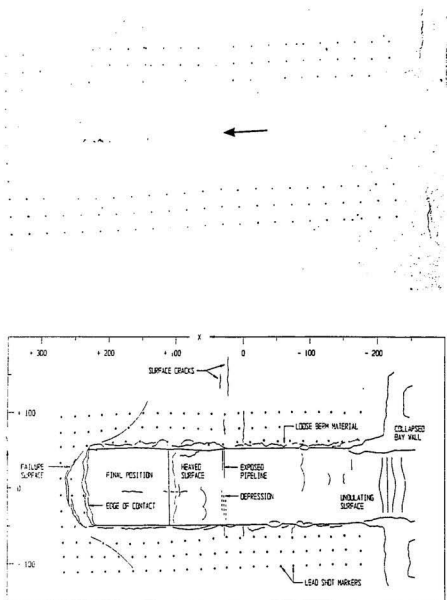 + 300
+ 200
+ 100
X
0
- 100
- 200
SURFACE CRACKS
+ 100
LOOSE BERM MATERIAL
COLLAPSED
BAY WALL
FAILURE
SURFACE
FINAL POSITION
HEAVED
SURFACE
EXPOSED
PIPELINE
0
EDGE OF CONTACT
DEPRESSION
UNDULATING
SURFACE
- 100
LEAD SHOT MARKERS